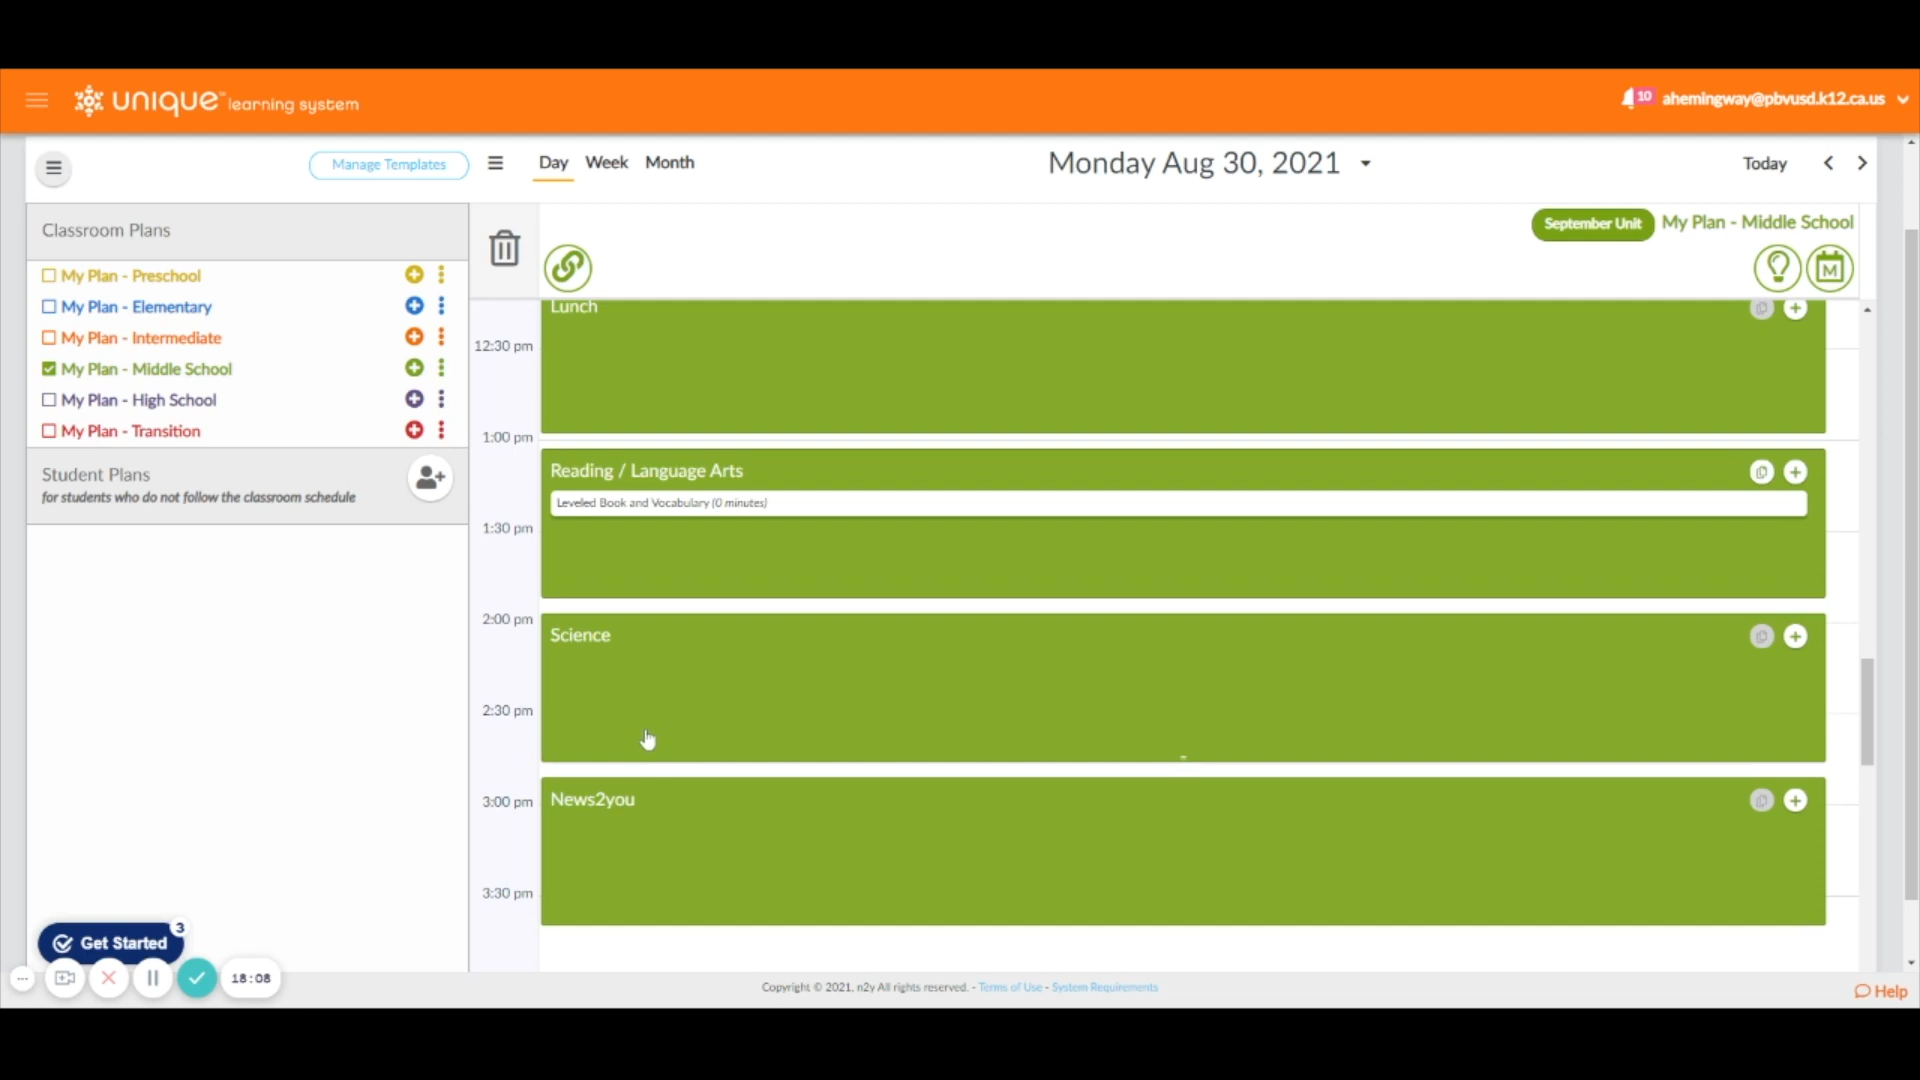 unique learning system
10 ahemingway@pbvusd.k12.ca.us
Manage Templates
Day Week Month
Monday Aug 30, 2021
Today
Classroom Plans
September Unit My Plan - Middle School
M
My Plan - Preschool
My Plan - Elementary
My Plan - Intermediate
My Plan - Middle School
My Plan - High School
My Plan - Transition
Student Plans
for students who do not follow the classroom schedule
Lunch
12:30 pm
1:00 pm
Reading / Language Arts
Leveled Book and Vocabulary (0 minutes)
1:30 pm
2:00 pm
Science
2:30 pm
3:00 pm
News2you
3:30 pm
Get Started 3
18:08
Copyright © 2021, n2y All rights reserved. - Terms of Use - System Requirements
Help